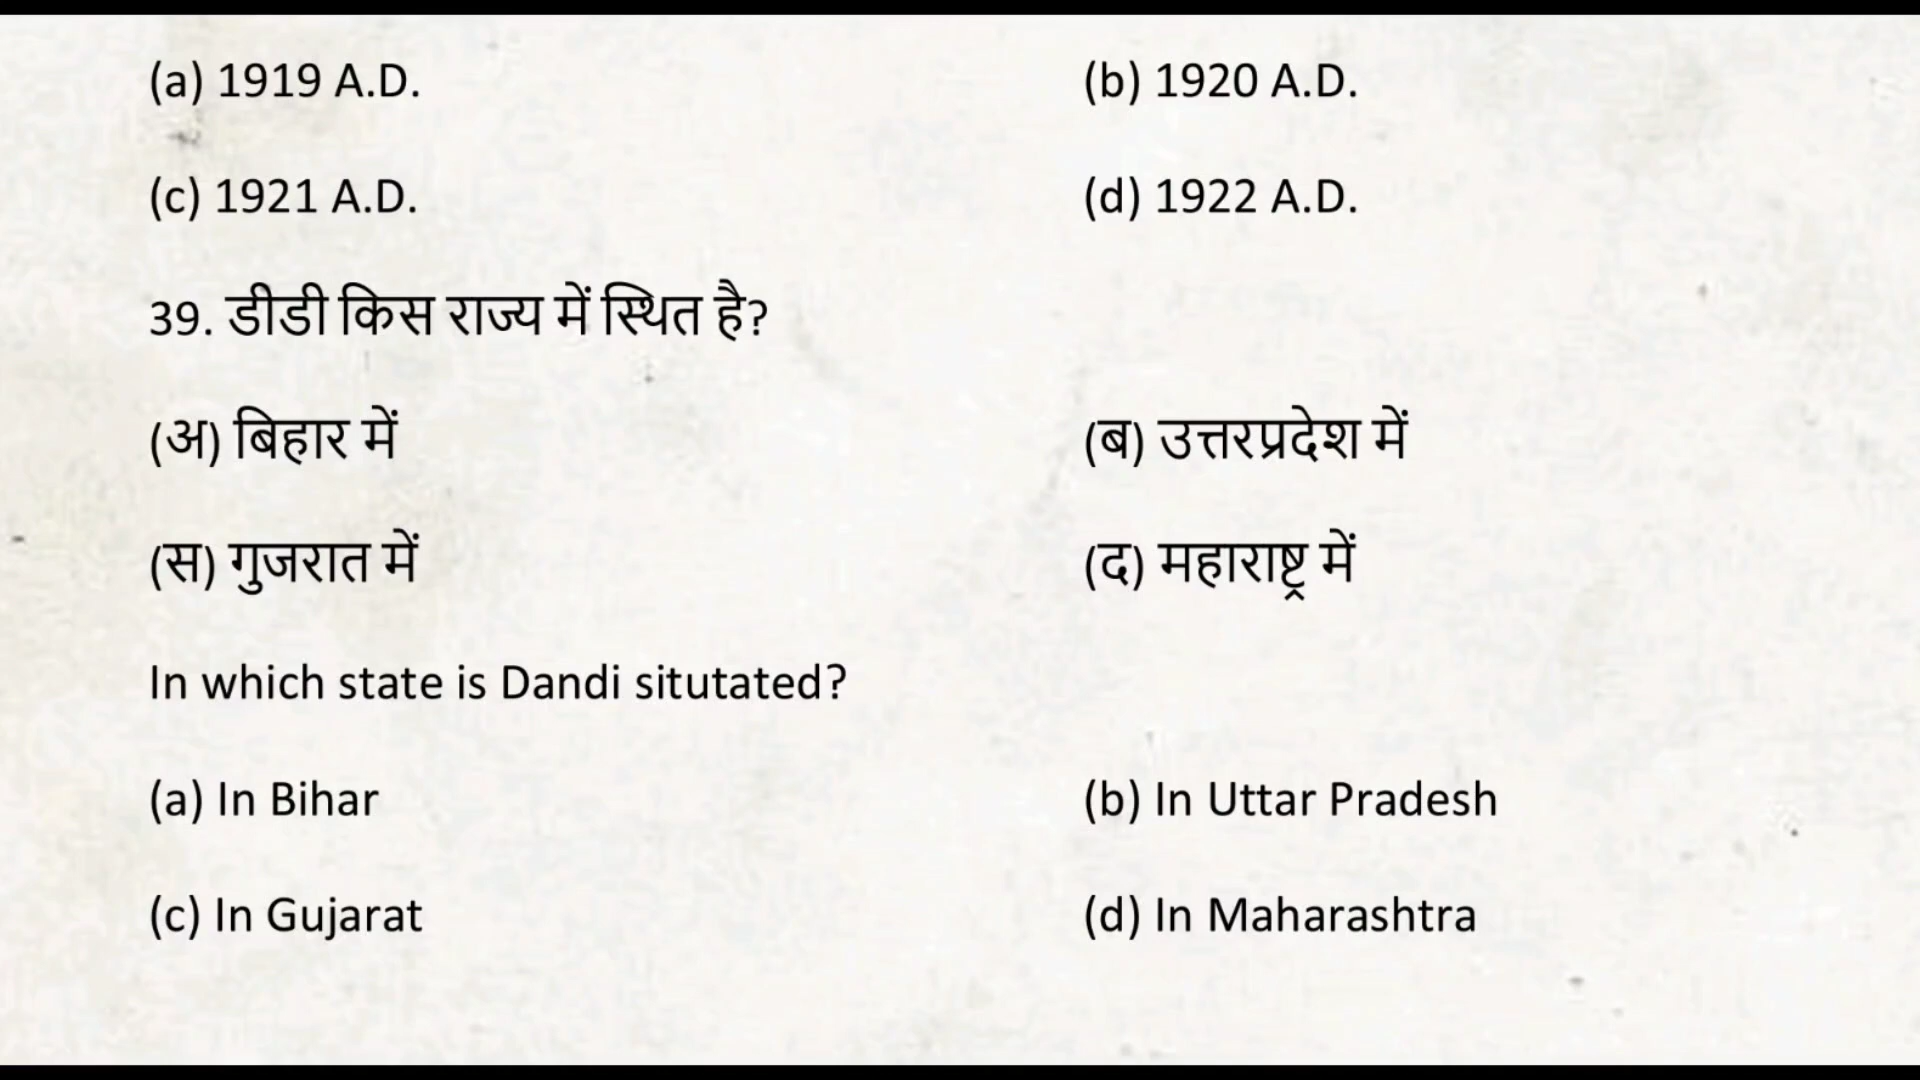 (a) 1919 A.D. (b) 1920 A.D.
(c) 1921 A.D. (d) 1922 A.D.
39. डीडी किस राज्य में स्थित है?
(अ) बिहार में (ब) उत्तरप्रदेश में
(स) गुजरात में (द) महाराष्ट्र में
In which state is Dandi situtated?
(a) In Bihar (b) In Uttar Pradesh
(c) In Gujarat (d) In Maharashtra